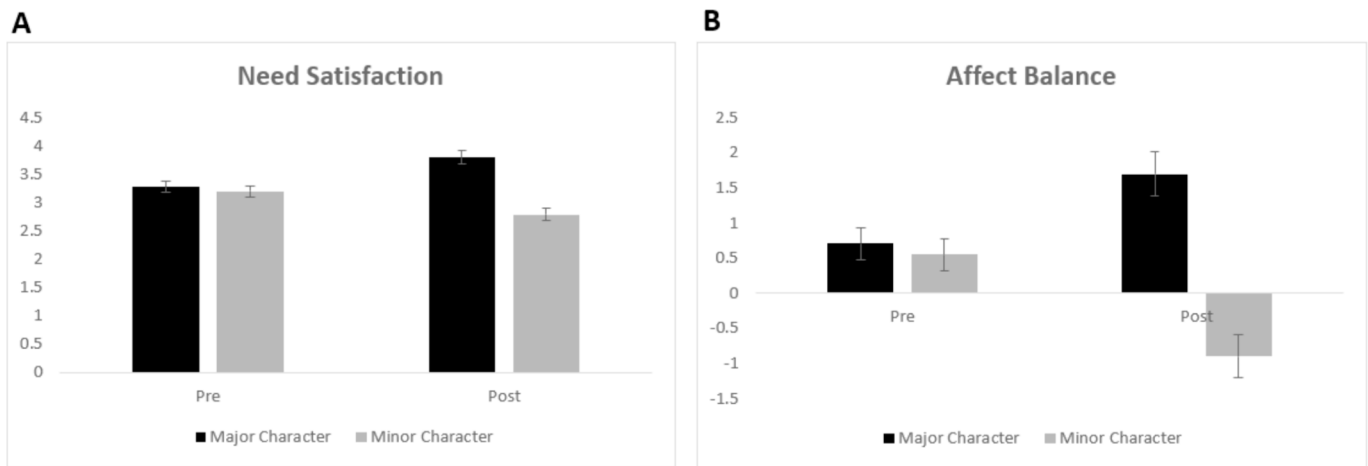 A
Need Satisfaction
4.5
4
3.5
3
2.5
2
1.5
1
0.5
0
Pre Post
Major Character Minor Character
B
Affect Balance
2.5
2
1.5
1
0.5
0
-0.5
-1
-1.5
Pre Post
Major Character Minor Character